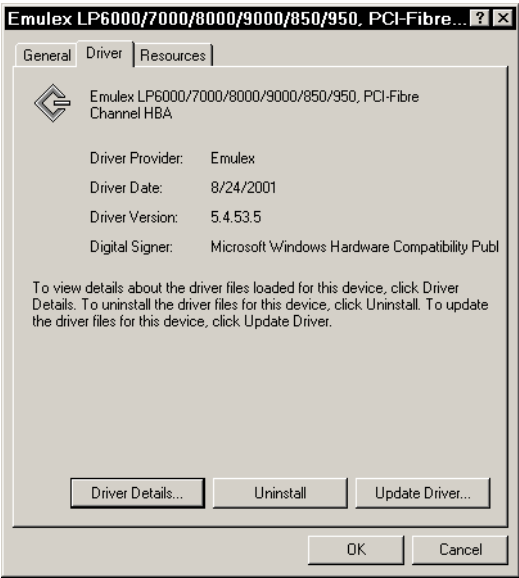 Emulex LP6000/7000/8000/9000/850/950, PCI-Fibre...
General Driver Resources
Emulex LP6000/7000/8000/9000/850/950, PCI-Fibre
Channel HBA
Driver Provider: Emulex
Driver Date: 8/24/2001
Driver Version: 5.4.53.5
Digital Signer: Microsoft Windows Hardware Compatibility Publ
To view details about the driver files loaded for this device, click Driver
Details. To uninstall the driver files for this device, click Uninstall. To update
the driver files for this device, click Update Driver.
Driver Details... Uninstall Update Driver...
OK Cancel